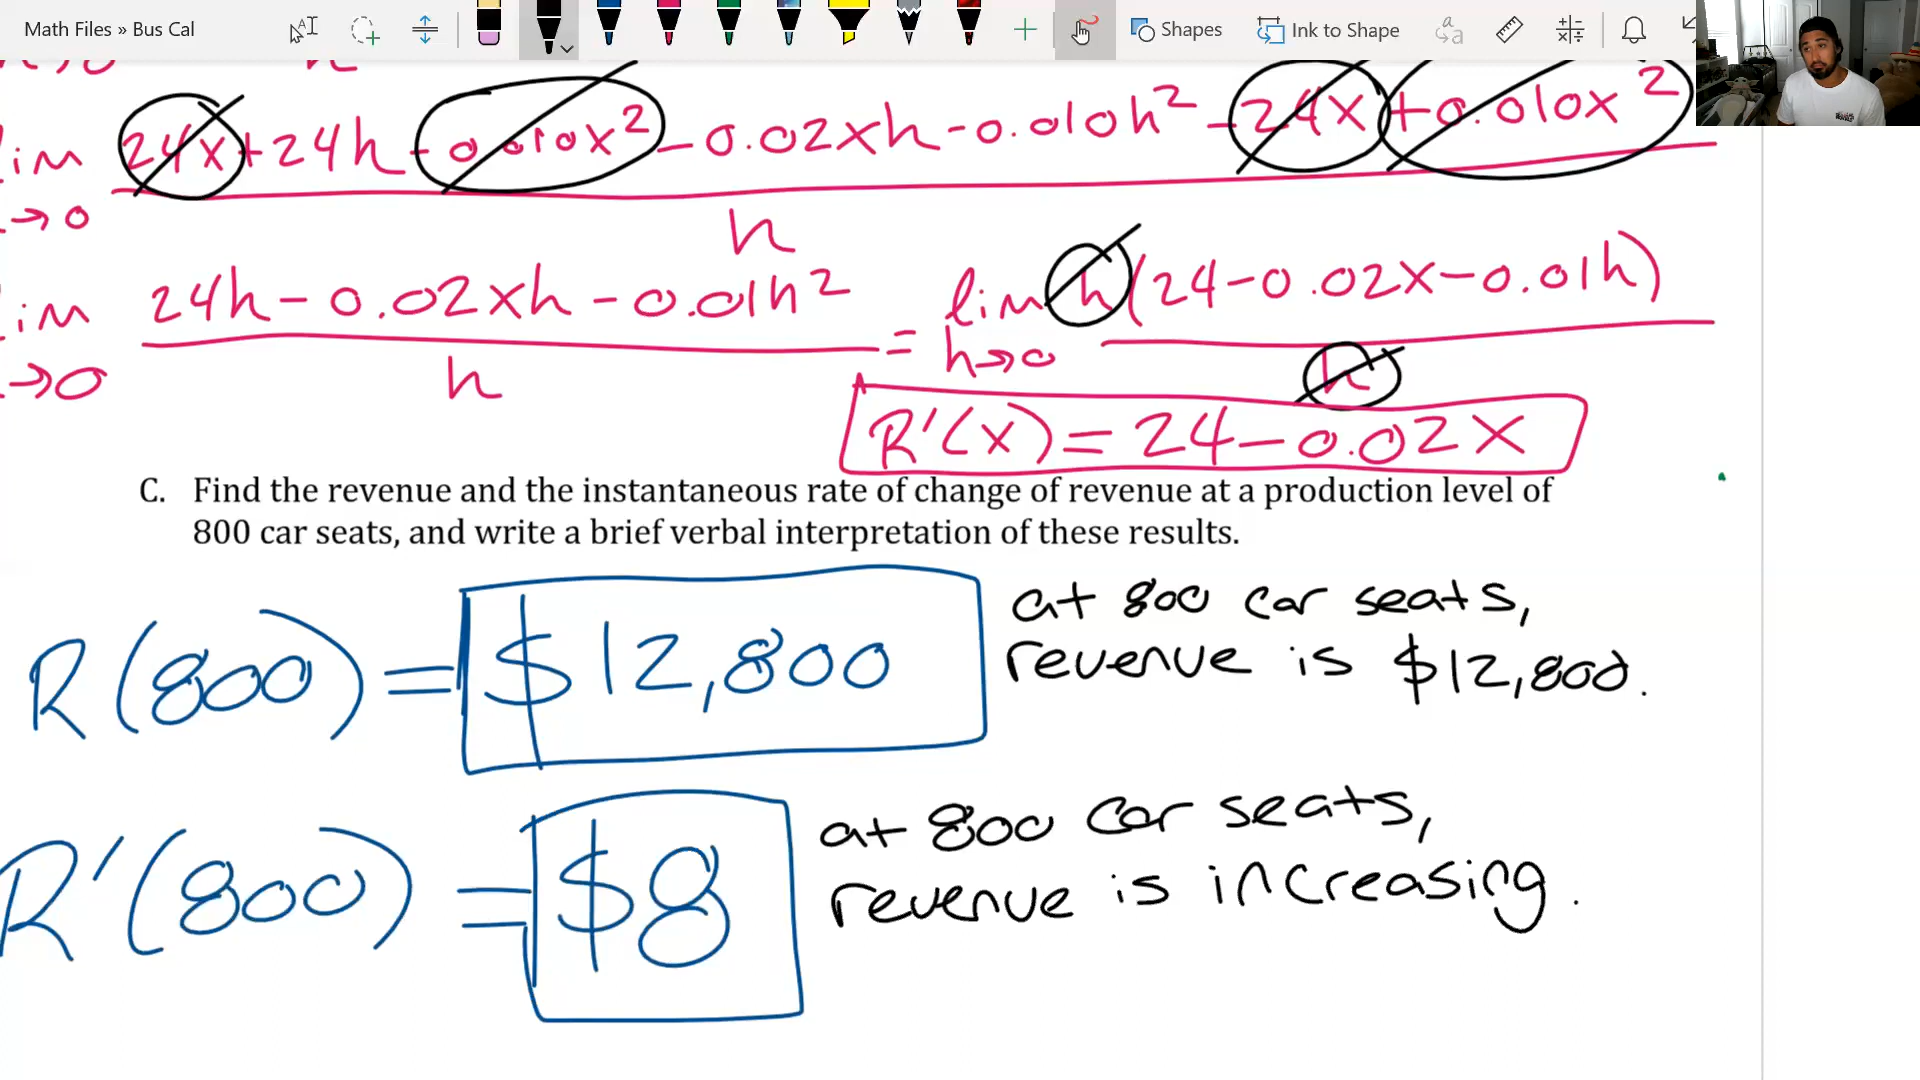 Math Files » Bus Cal
Shapes
Ink to Shape
24x+24h-0.010x²-0.02xh-0.010h²-24x+0.010x²
lim
→0
h
lim 24h-0.02xh-0.01h² = lim h(24-0.02x-0.01h)
→0 h h→0 h
R'(x)=24-0.02x
C. Find the revenue and the instantaneous rate of change of revenue at a production level of
800 car seats, and write a brief verbal interpretation of these results.
R(800)=$12,800
at 800 car seats,
revenue is $12,800.
R'(800)=$8
at 800 car seats,
revenue is increasing.